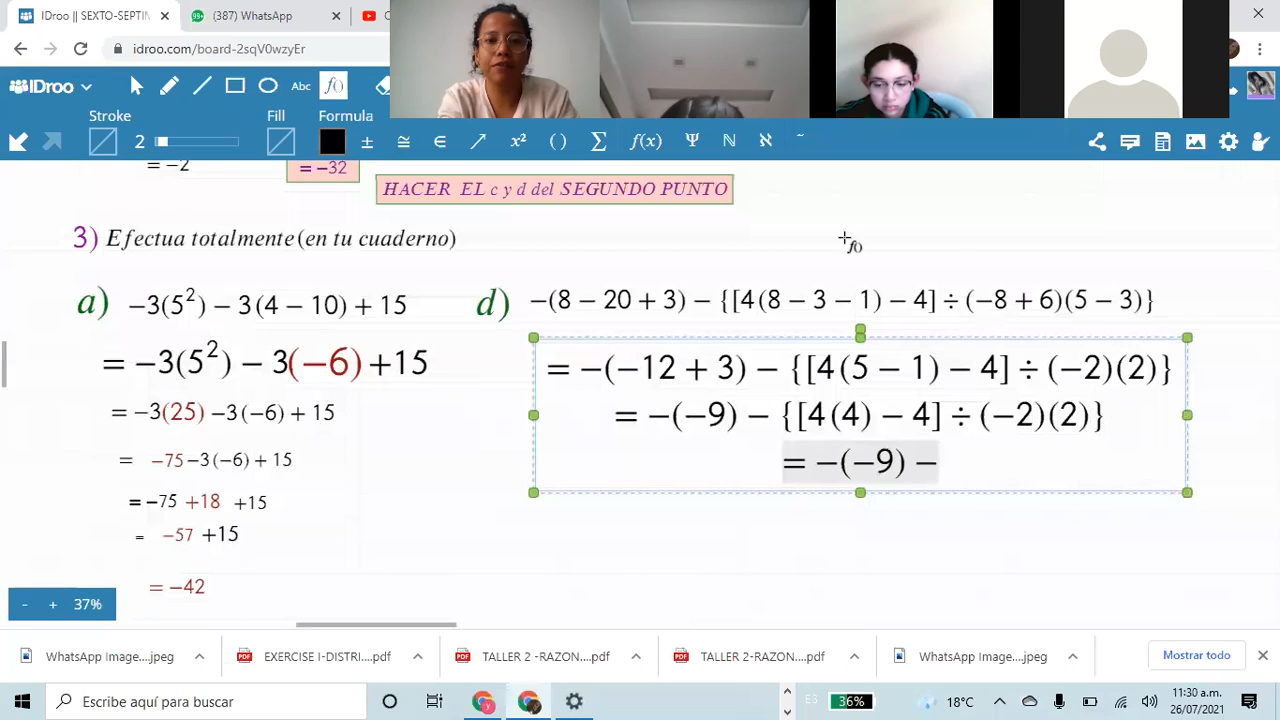 IDroo || SEXTO-SEPTIM
(387) WhatsApp
idroo.com/board-2sqV0wzyEr
IDroo
Abc
f()
Stroke
Fill
Formula
2
± ≅ ∈ x² ( ) ∑ f(x) Ψ ℕ ℵ ~
= −2
= −32
HACER EL c y d del SEGUNDO PUNTO
3) Efectua totalmente(en tu cuaderno)
f()
a) −3(5²) − 3(4 − 10) + 15
= −3(5²) − 3(−6) +15
= −3(25) −3(−6) + 15
= −75−3(−6) + 15
= −75 +18 +15
= −57 +15
= −42
d) −(8 − 20 + 3) − {[4(8 − 3 − 1) − 4] ÷ (−8 + 6)(5 − 3)}
= −(−12 + 3) − {[4(5 − 1) − 4] ÷ (−2)(2)}
= −(−9) − {[4(4) − 4] ÷ (−2)(2)}
= −(−9) −
- + 37%
WhatsApp Image....jpeg
EXERCISE I-DISTRI....pdf
TALLER 2 -RAZON....pdf
TALLER 2-RAZON....pdf
WhatsApp Image....jpeg
Mostrar todo
Escribe aquí para buscar
ES
36%
18°C
11:30 a.m.
26/07/2021